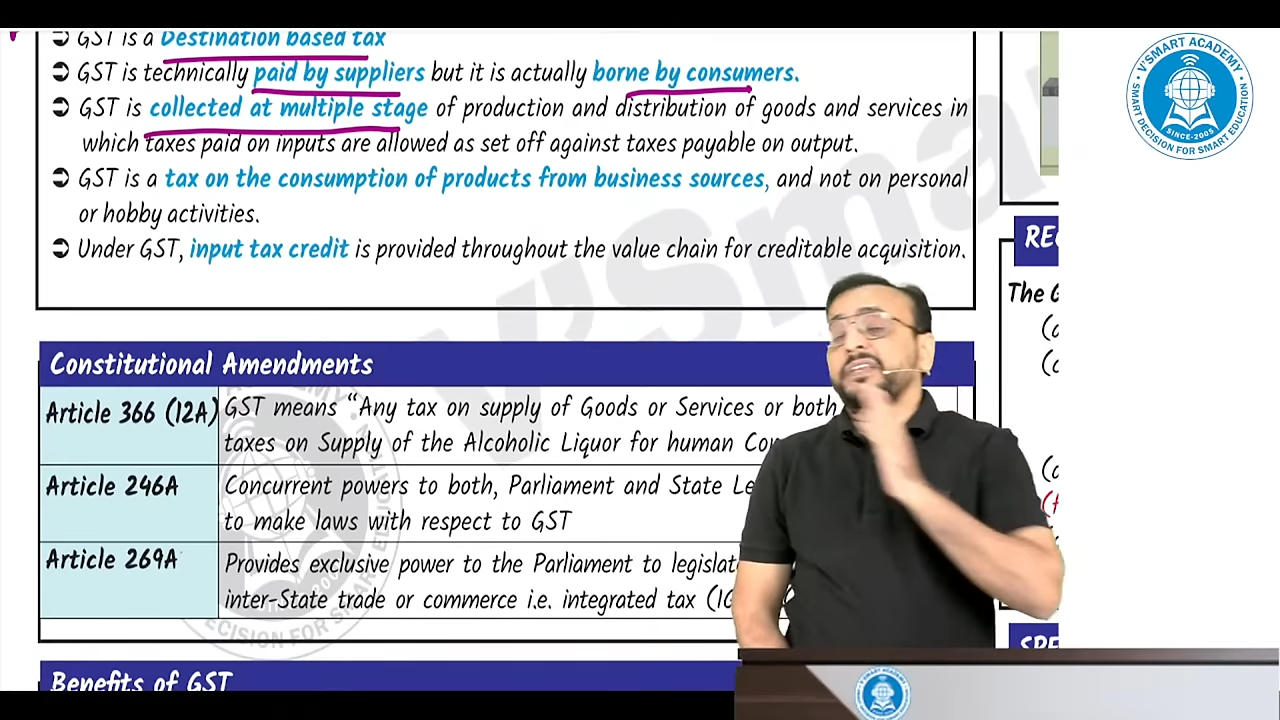 ⊃ GST is a Destination based tax
⊃ GST is technically paid by suppliers but it is actually borne by consumers.
⊃ GST is collected at multiple stage of production and distribution of goods and services in
which taxes paid on inputs are allowed as set off against taxes payable on output.
⊃ GST is a tax on the consumption of products from business sources, and not on personal
or hobby activities.
⊃ Under GST, input tax credit is provided throughout the value chain for creditable acquisition.
Constitutional Amendments
Article 366 (12A) GST means “Any tax on supply of Goods or Services or both
taxes on Supply of the Alcoholic Liquor for human
Article 246A Concurrent powers to both, Parliament and State
to make laws with respect to GST
Article 269A Provides exclusive power to the Parliament to
inter-State trade or commerce i.e. integrated tax
Benefits of GST
The
V'SMART ACADEMY
SINCE-2005
SMART DECISION FOR SMART EDUCATION